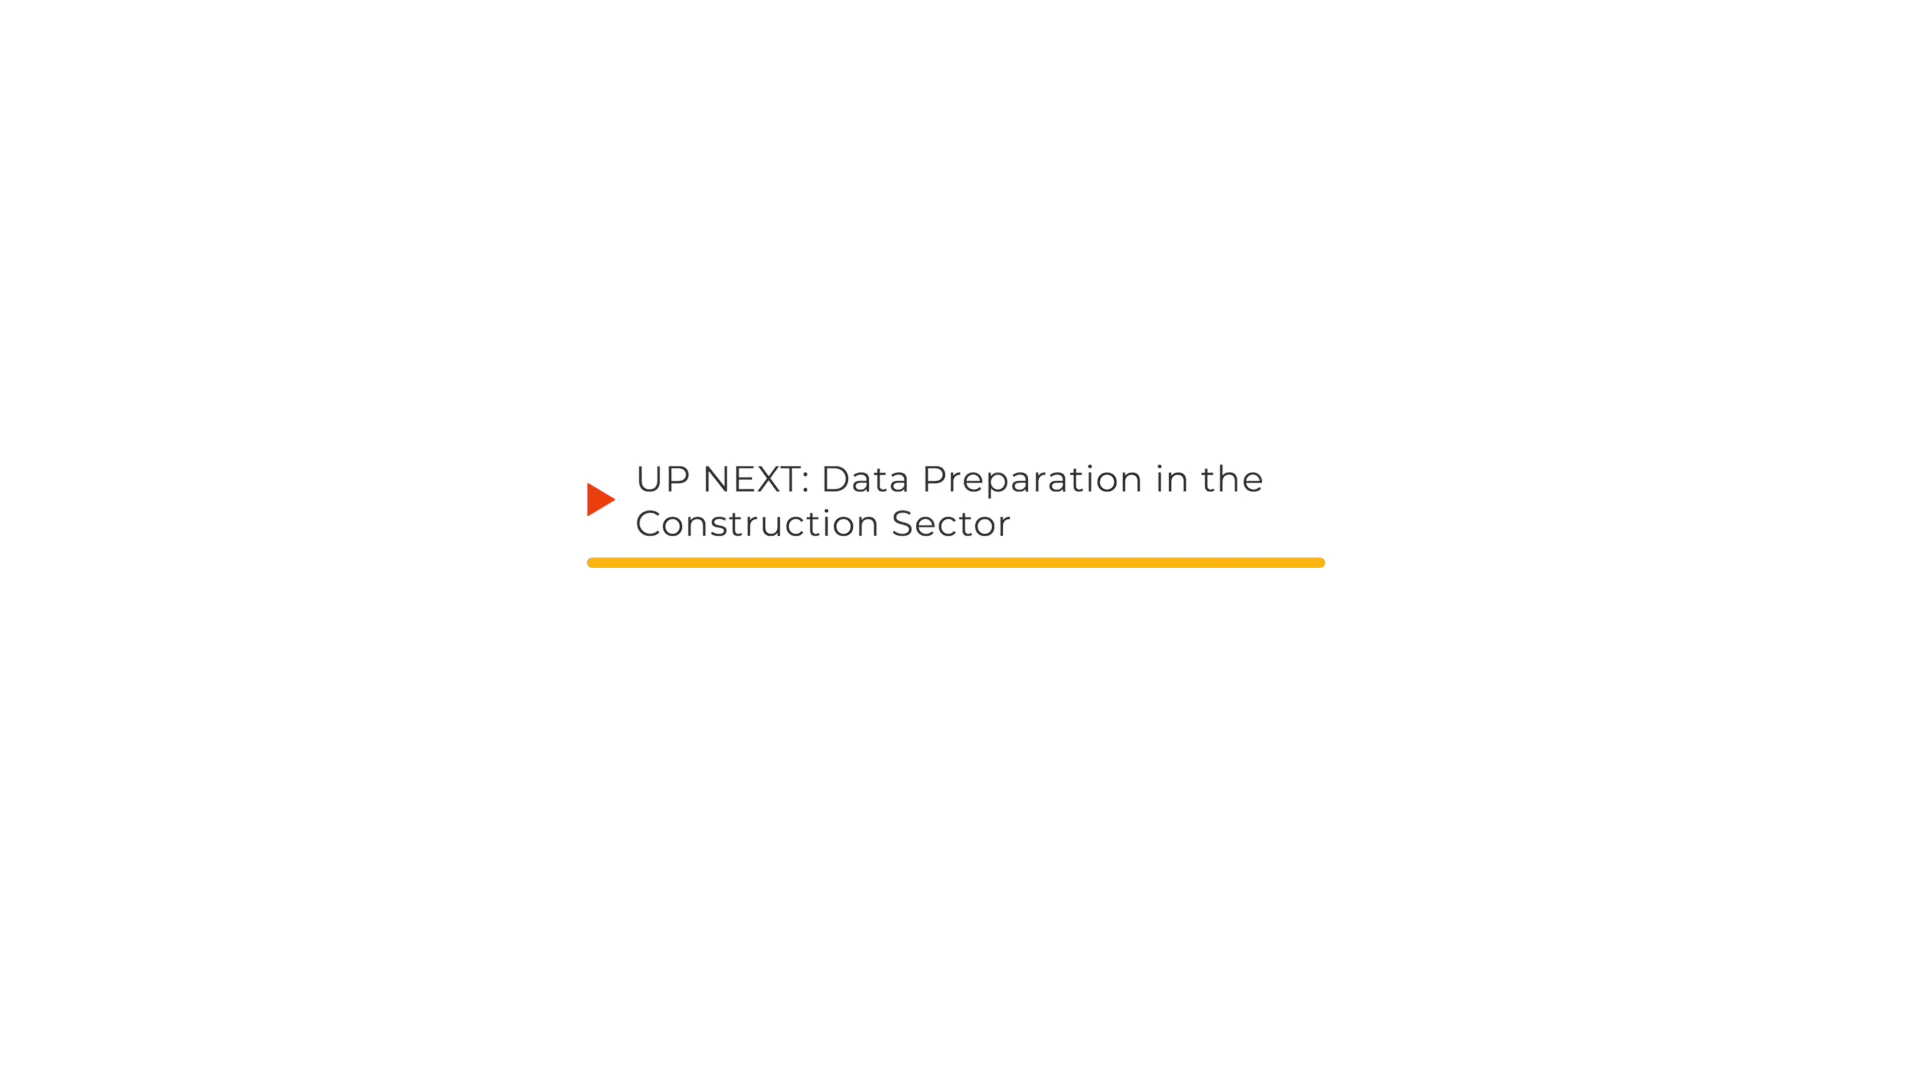 UP NEXT: Data Preparation in the
Construction Sector